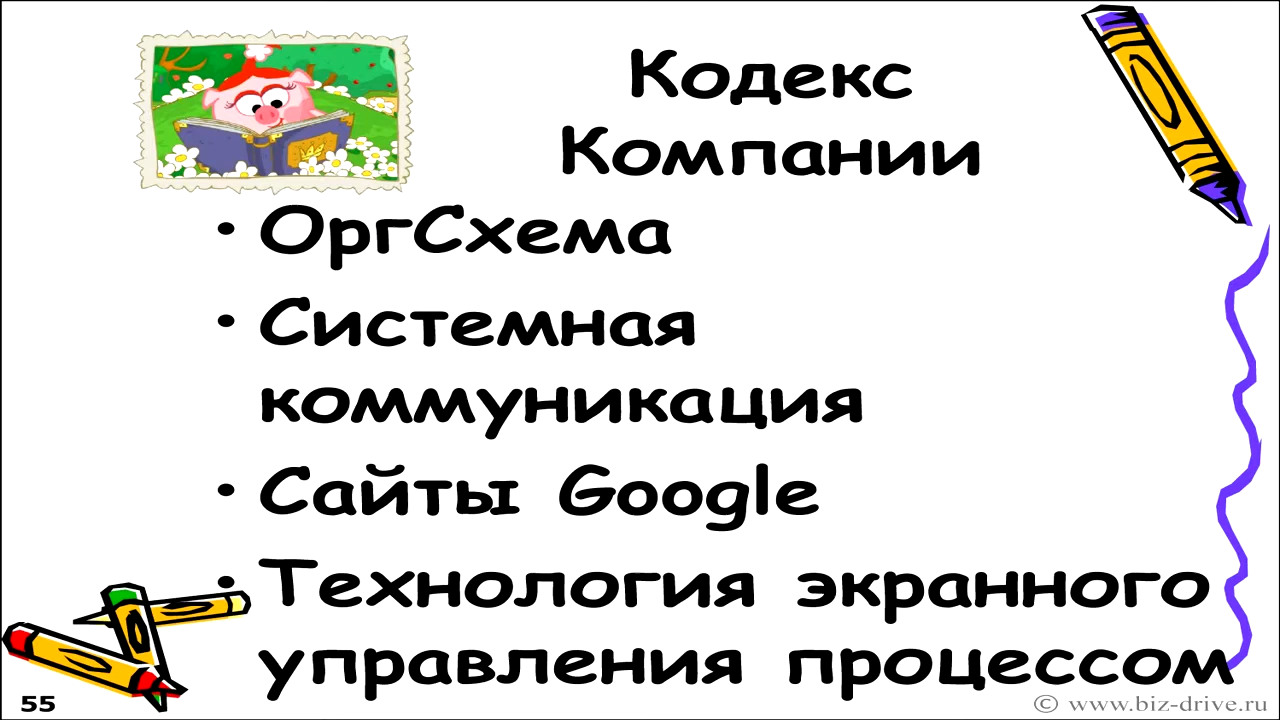 Кодекс
Компании
• ОргСхема
• Системная
коммуникация
• Сайты Google
• Технология экранного
управления процессом
55
© www.biz-drive.ru